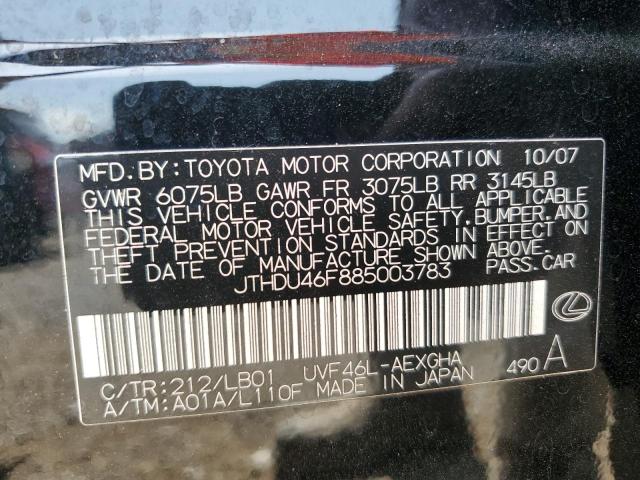 MFD.BY:TOYOTA MOTOR CORPORATION 10/07
GVWR 6075LB GAWR FR 3075LB RR 3145LB
THIS VEHICLE CONFORMS TO ALL APPLICABLE
FEDERAL MOTOR VEHICLE SAFETY,BUMPER,AND
THEFT PREVENTION STANDARDS IN EFFECT ON
THE DATE OF MANUFACTURE SHOWN ABOVE.
JTHDU46F885003783 PASS.CAR
C/TR:212/LB01 UVF46L-AEXGHA
A/TM:A01A/L110F MADE IN JAPAN 490A